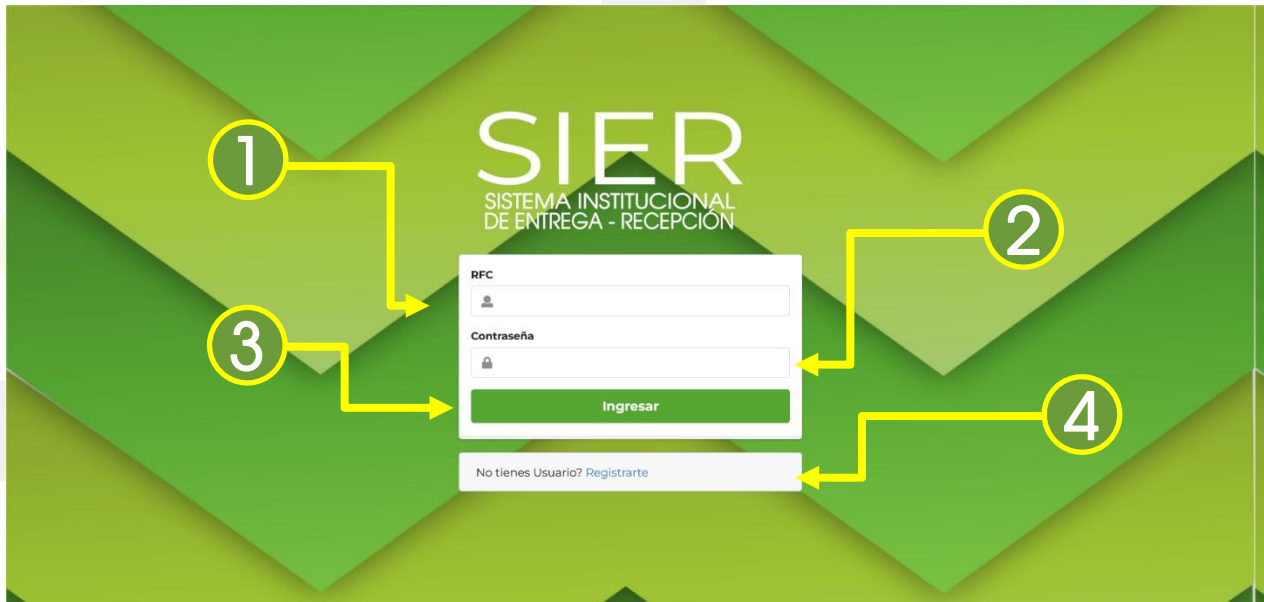 SIER
SISTEMA INSTITUCIONAL
DE ENTREGA - RECEPCIÓN
1
2
RFC
Contraseña
3
Ingresar
4
No tienes Usuario? Registrarte